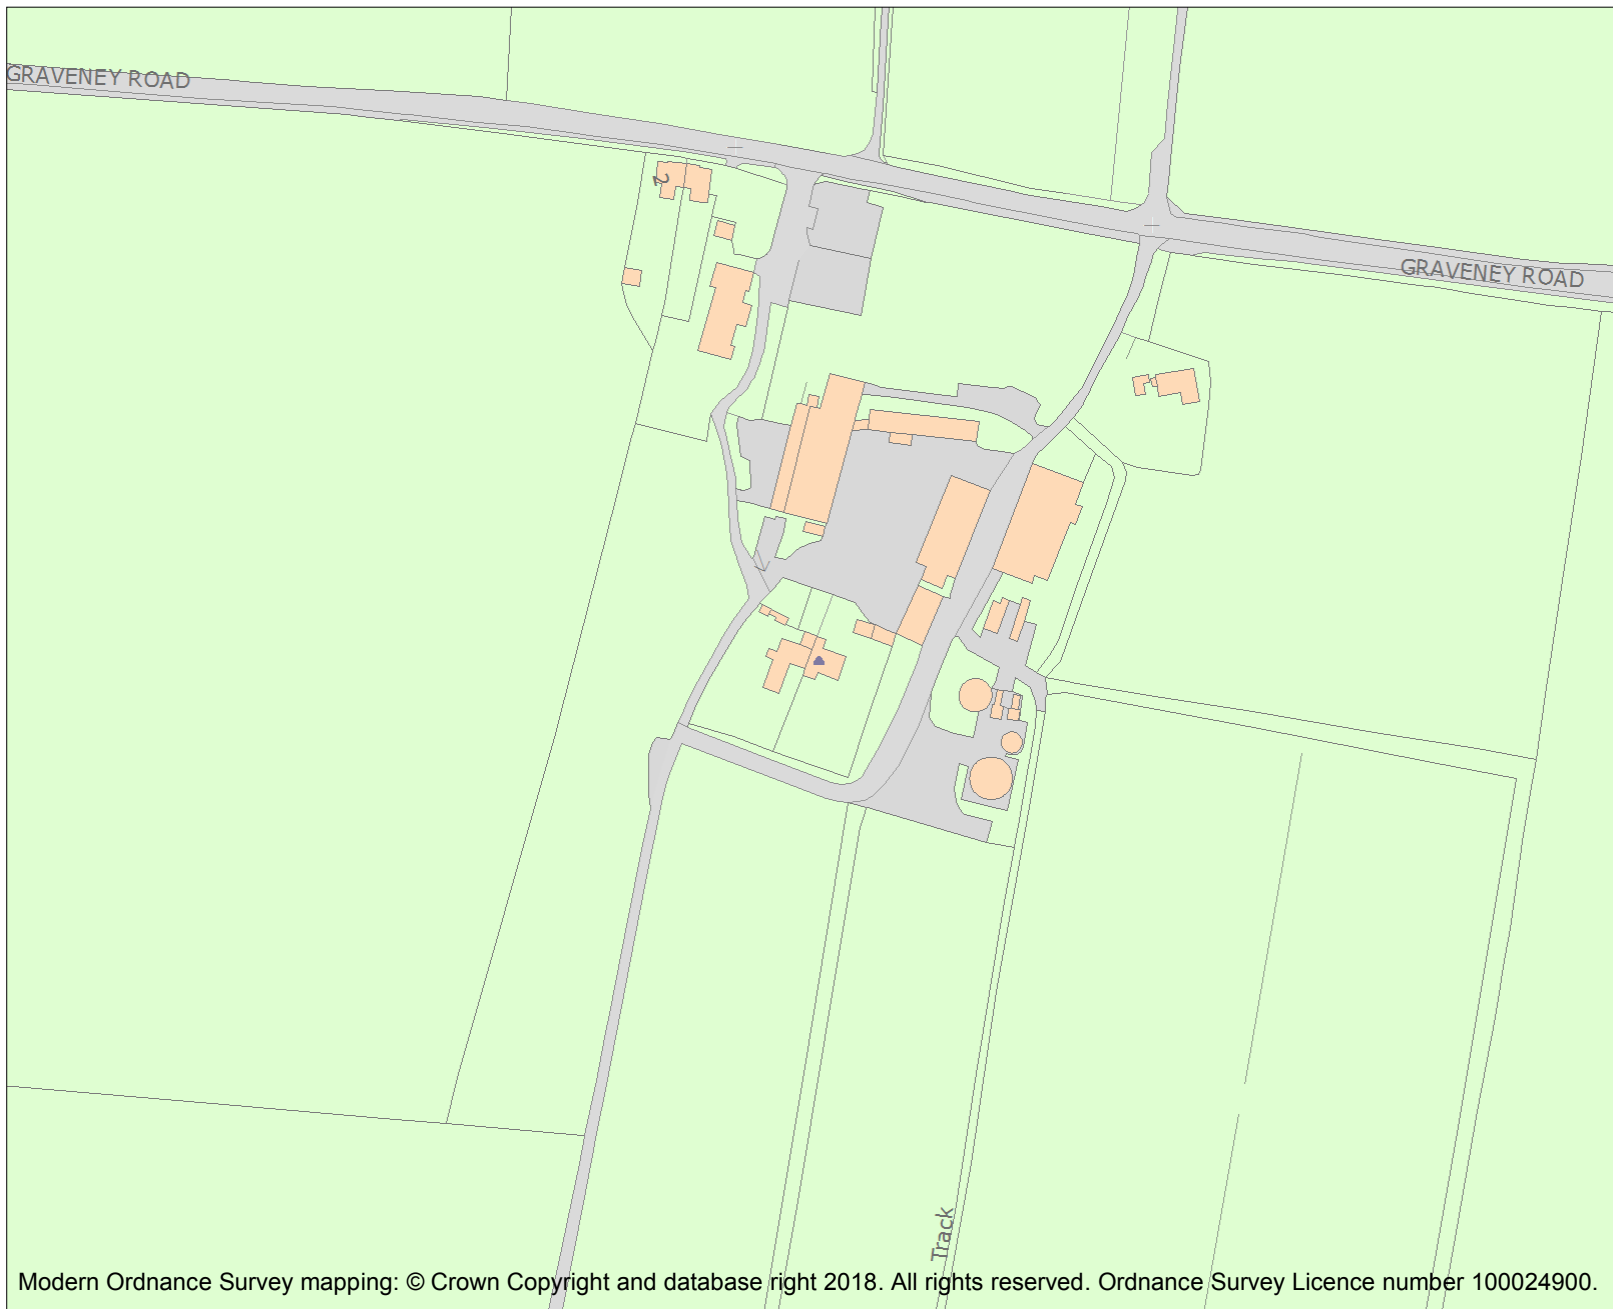 GRAVENEY ROAD
2
GRAVENEY ROAD
Track
Modern Ordnance Survey mapping: © Crown Copyright and database right 2018. All rights reserved. Ordnance Survey Licence number 100024900.